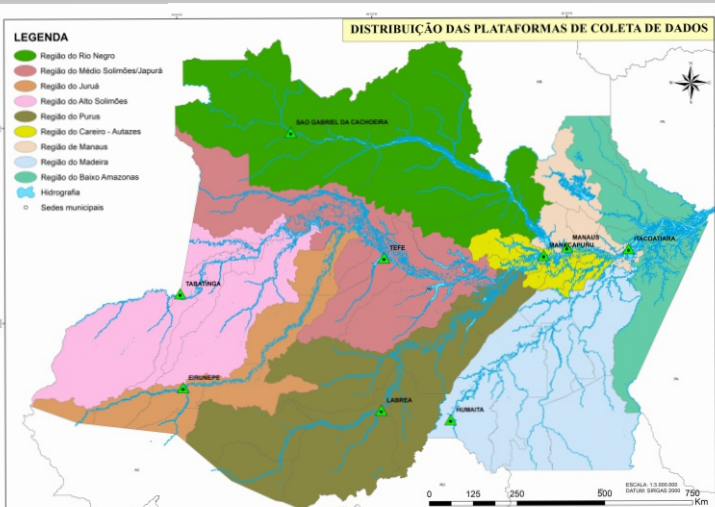 DISTRIBUIÇÃO DAS PLATAFORMAS DE COLETA DE DADOS
LEGENDA
Região do Rio Negro
Região do Médio Solimões/Japurá
Região do Juruá
Região do Alto Solimões
Região do Purus
Região do Careiro - Autazes
Região de Manaus
Região do Madeira
Região do Baixo Amazonas
Hidrografia
Sedes municipais
SAO GABRIEL DA CACHOEIRA
MANAUS
ITACOATIARA
MANACAPURU
TEFE
TABATINGA
EIRUNEPE
LABREA
HUMAITA
ESCALA: 1:3.000.000
DATUM: SIRGAS 2000
0 125 250 500 750
Km